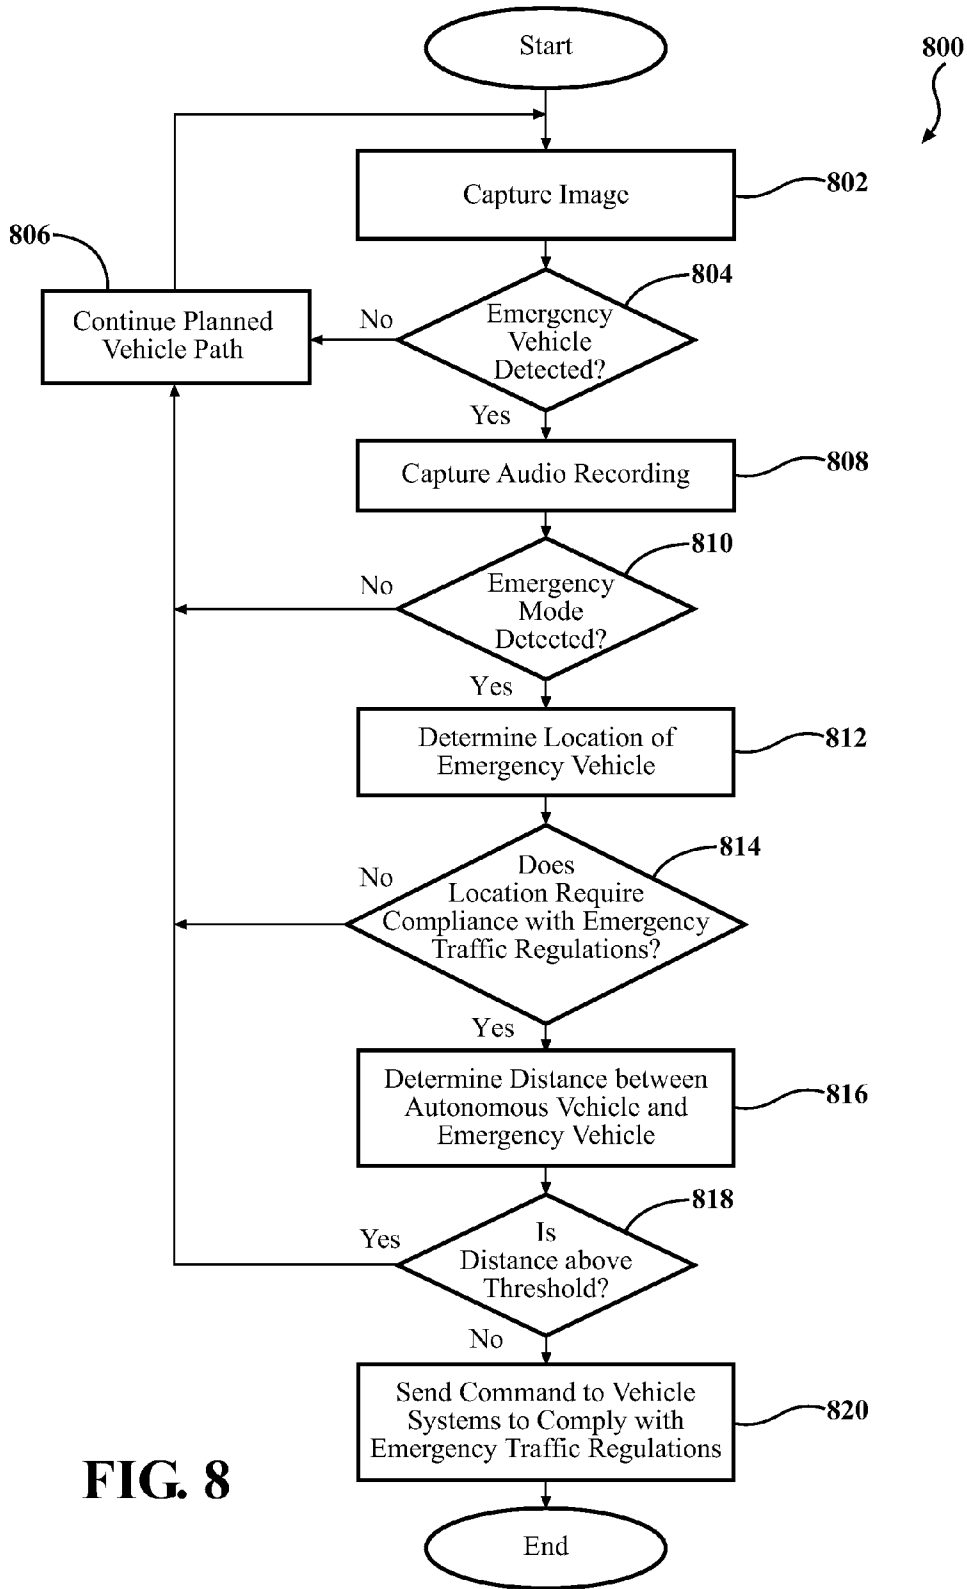 Start
800
Capture Image
802
806
804
Continue Planned
Vehicle Path
No
Emergency
Vehicle
Detected?
Yes
Capture Audio Recording
808
810
No
Emergency
Mode
Detected?
Yes
Determine Location of
Emergency Vehicle
812
814
No
Does
Location Require
Compliance with Emergency
Traffic Regulations?
Yes
Determine Distance between
Autonomous Vehicle and
Emergency Vehicle
816
818
Yes
Is
Distance above
Threshold?
No
Send Command to Vehicle
Systems to Comply with
Emergency Traffic Regulations
820
FIG. 8
End